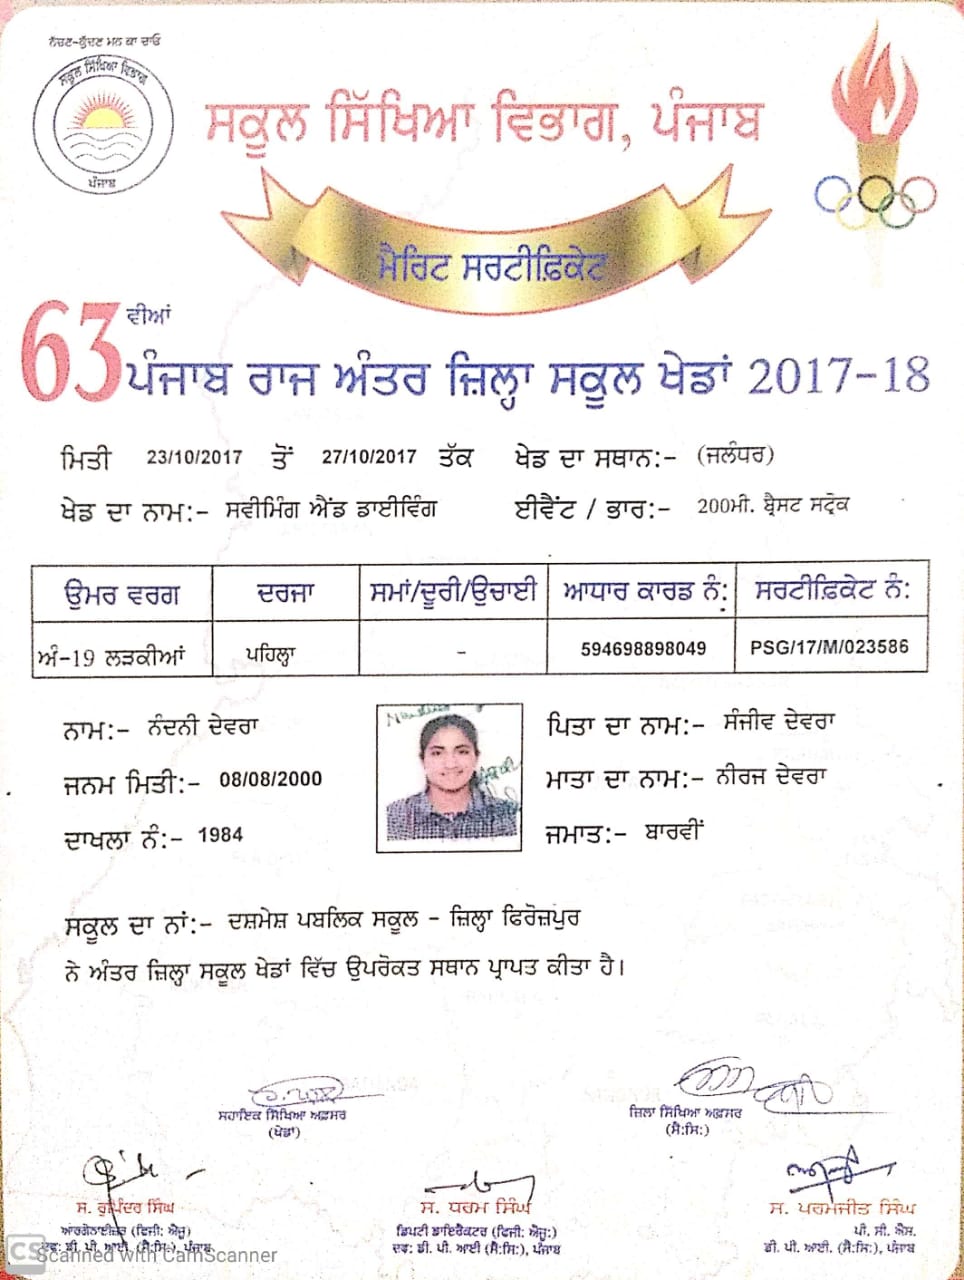 ਨੱਚਣ-ਕੁੱਦਣ ਮਨ ਕਾ ਚਾਓ
ਸਕੂਲ ਸਿੱਖਿਆ ਵਿਭਾਗ
ਪੰਜਾਬ
ਸਕੂਲ ਸਿੱਖਿਆ ਵਿਭਾਗ, ਪੰਜਾਬ
ਮੈਰਿਟ ਸਰਟੀਫ਼ਿਕੇਟ
63 ਵੀਆਂ
ਪੰਜਾਬ ਰਾਜ ਅੰਤਰ ਜ਼ਿਲ੍ਹਾ ਸਕੂਲ ਖੇਡਾਂ 2017-18
ਮਿਤੀ 23/10/2017 ਤੋਂ 27/10/2017 ਤੱਕ ਖੇਡ ਦਾ ਸਥਾਨ:- (ਜਲੰਧਰ)
ਖੇਡ ਦਾ ਨਾਮ:- ਸਵੀਮਿੰਗ ਐਂਡ ਡਾਈਵਿੰਗ ਈਵੈਂਟ / ਭਾਰ:- 200ਮੀ. ਬ੍ਰੈਸਟ ਸਟ੍ਰੋਕ
ਉਮਰ ਵਰਗ ਦਰਜਾ ਸਮਾਂ/ਦੂਰੀ/ਉਚਾਈ ਆਧਾਰ ਕਾਰਡ ਨੰ: ਸਰਟੀਫ਼ਿਕੇਟ ਨੰ:
ਅੰ-19 ਲੜਕੀਆਂ ਪਹਿਲ੍ਹਾ - 594698898049 PSG/17/M/023586
ਨਾਮ:- ਨੰਦਨੀ ਦੇਵਰਾ ਪਿਤਾ ਦਾ ਨਾਮ:- ਸੰਜੀਵ ਦੇਵਰਾ
ਜਨਮ ਮਿਤੀ:- 08/08/2000 ਮਾਤਾ ਦਾ ਨਾਮ:- ਨੀਰਜ ਦੇਵਰਾ
ਦਾਖਲਾ ਨੰ:- 1984 ਜਮਾਤ:- ਬਾਰਵੀਂ
ਸਕੂਲ ਦਾ ਨਾਂ:- ਦਸ਼ਮੇਸ਼ ਪਬਲਿਕ ਸਕੂਲ - ਜ਼ਿਲ੍ਹਾ ਫਿਰੋਜ਼ਪੁਰ
ਨੇ ਅੰਤਰ ਜ਼ਿਲ੍ਹਾ ਸਕੂਲ ਖੇਡਾਂ ਵਿੱਚ ਉਪਰੋਕਤ ਸਥਾਨ ਪ੍ਰਾਪਤ ਕੀਤਾ ਹੈ।
ਸਹਾਇਕ ਸਿੱਖਿਆ ਅਫ਼ਸਰ
(ਖੇਡਾਂ)
ਜ਼ਿਲਾ ਸਿੱਖਿਆ ਅਫ਼ਸਰ
(ਸੈ:ਸਿ:)
ਸ. ਰੁਪਿੰਦਰ ਸਿੰਘ
ਆਰਗੇਨਾਈਜ਼ਰ (ਫਿਜੀ: ਐਜੂ:)
ਦਫ: ਡੀ. ਪੀ. ਆਈ (ਸੈ:ਸਿ:), ਪੰਜਾਬ
ਸ. ਧਰਮ ਸਿੰਘ
ਡਿਪਟੀ ਡਾਇਰੈਕਟਰ (ਫਿਜੀ: ਐਜੂ:)
ਦਫ: ਡੀ. ਪੀ. ਆਈ (ਸੈ:ਸਿ:), ਪੰਜਾਬ
ਸ. ਪਰਮਜੀਤ ਸਿੰਘ
ਪੀ. ਸੀ. ਐਸ.
ਡੀ. ਪੀ. ਆਈ. (ਸੈ:ਸਿ:), ਪੰਜਾਬ
CS Scanned with CamScanner